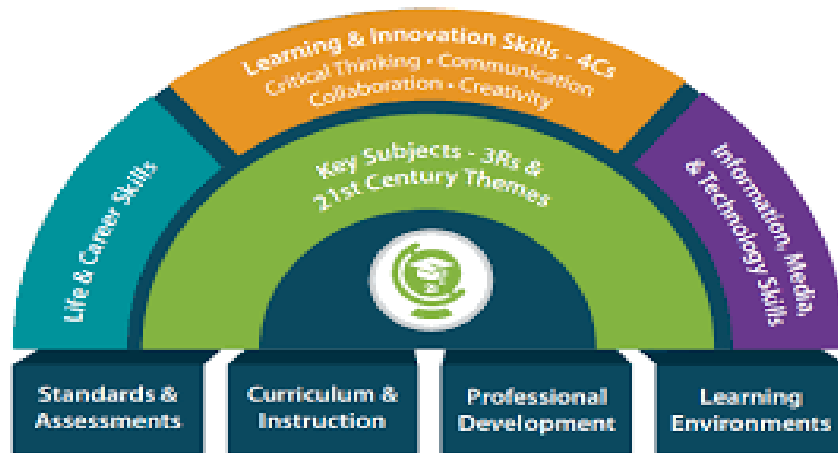 Learning & Innovation Skills - 4Cs
Critical Thinking • Communication
Collaboration • Creativity
Life & Career Skills
Key Subjects - 3Rs &
21st Century Themes
Information, Media,
& Technology Skills
Standards &
Assessments
Curriculum &
Instruction
Professional
Development
Learning
Environments